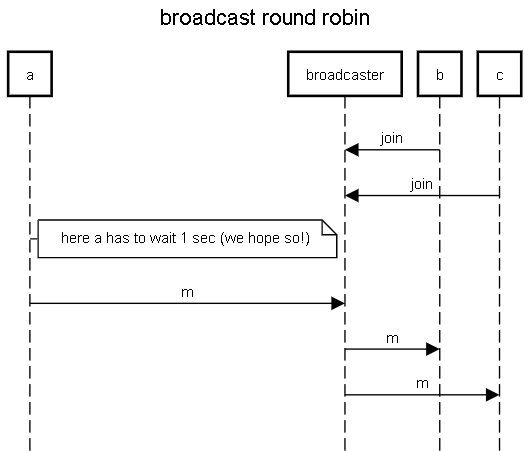 broadcast round robin
a
broadcaster
b
c
join
join
here a has to wait 1 sec (we hope so!)
m
m
m